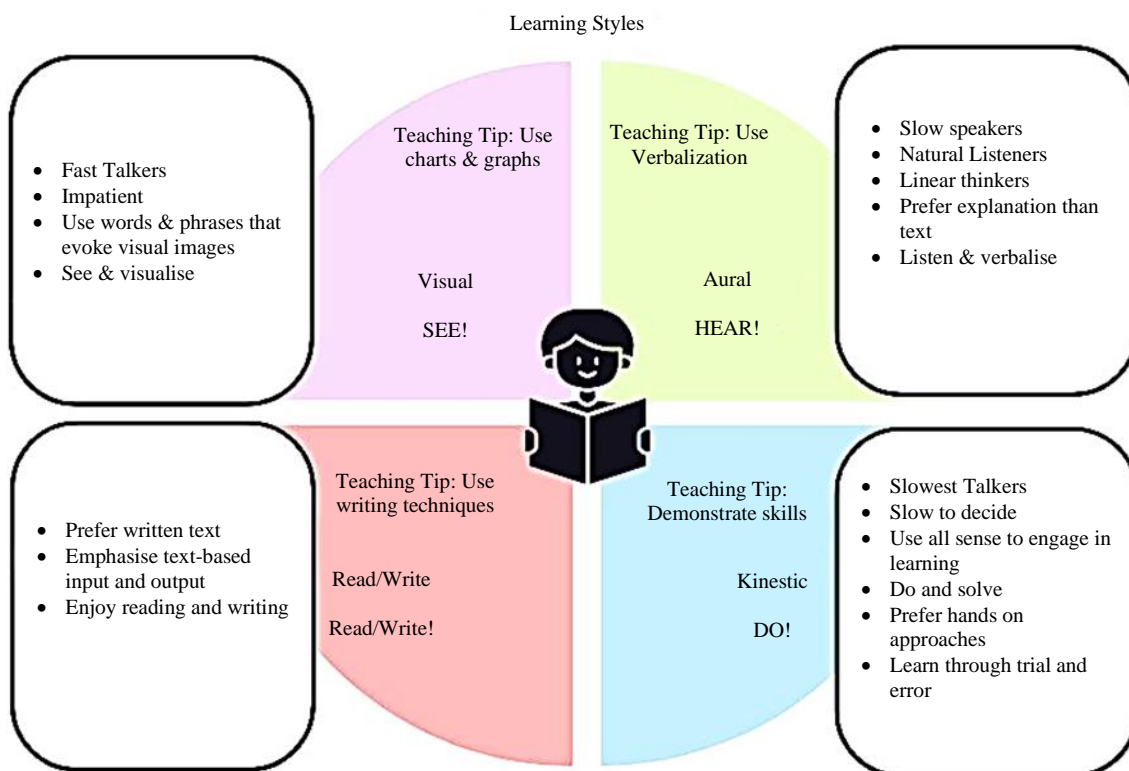 Learning Styles
• Fast Talkers
• Impatient
• Use words & phrases that
evoke visual images
• See & visualise
Teaching Tip: Use
charts & graphs
Visual
SEE!
Teaching Tip: Use
Verbalization
Aural
HEAR!
• Slow speakers
• Natural Listeners
• Linear thinkers
• Prefer explanation than
text
• Listen & verbalise
• Prefer written text
• Emphasise text-based
input and output
• Enjoy reading and writing
Teaching Tip: Use
writing techniques
Read/Write
Read/Write!
Teaching Tip:
Demonstrate skills
Kinestic
DO!
• Slowest Talkers
• Slow to decide
• Use all sense to engage in
learning
• Do and solve
• Prefer hands on
approaches
• Learn through trial and
error